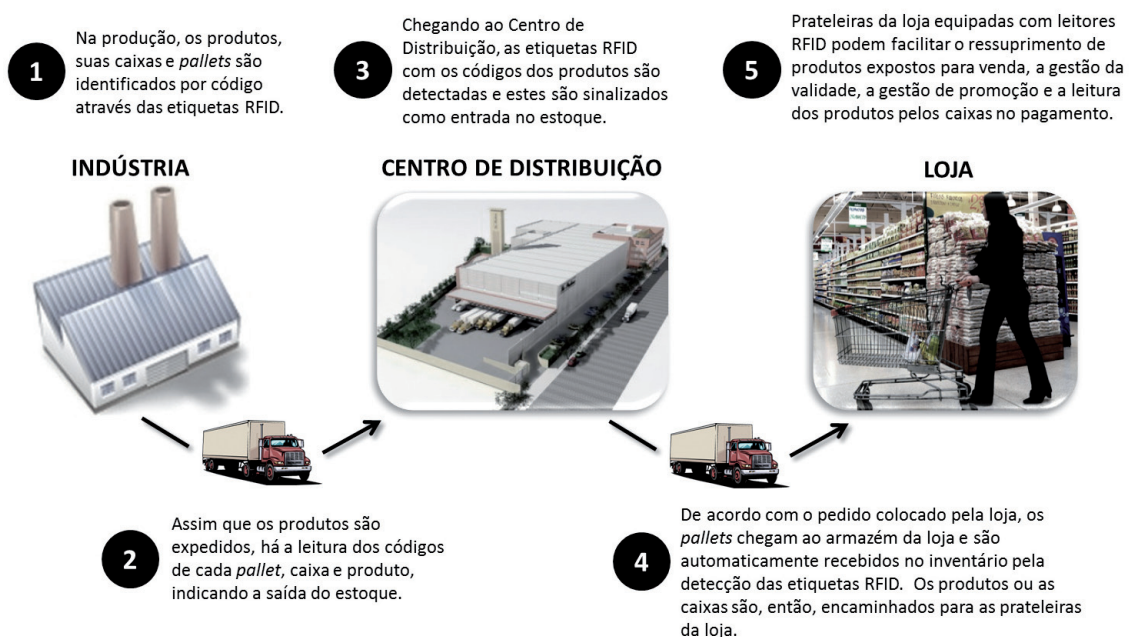 1
Na produção, os produtos,
suas caixas e pallets são
identificados por código
através das etiquetas RFID.
3
Chegando ao Centro de
Distribuição, as etiquetas RFID
com os códigos dos produtos são
detectadas e estes são sinalizados
como entrada no estoque.
5
Prateleiras da loja equipadas com leitores
RFID podem facilitar o ressuprimento de
produtos expostos para venda, a gestão da
validade, a gestão de promoção e a leitura
dos produtos pelos caixas no pagamento.
INDÚSTRIA
CENTRO DE DISTRIBUIÇÃO
LOJA
2
Assim que os produtos são
expedidos, há a leitura dos códigos
de cada pallet, caixa e produto,
indicando a saída do estoque.
4
De acordo com o pedido colocado pela loja, os
pallets chegam ao armazém da loja e são
automaticamente recebidos no inventário pela
detecção das etiquetas RFID. Os produtos ou as
caixas são, então, encaminhados para as prateleiras
da loja.